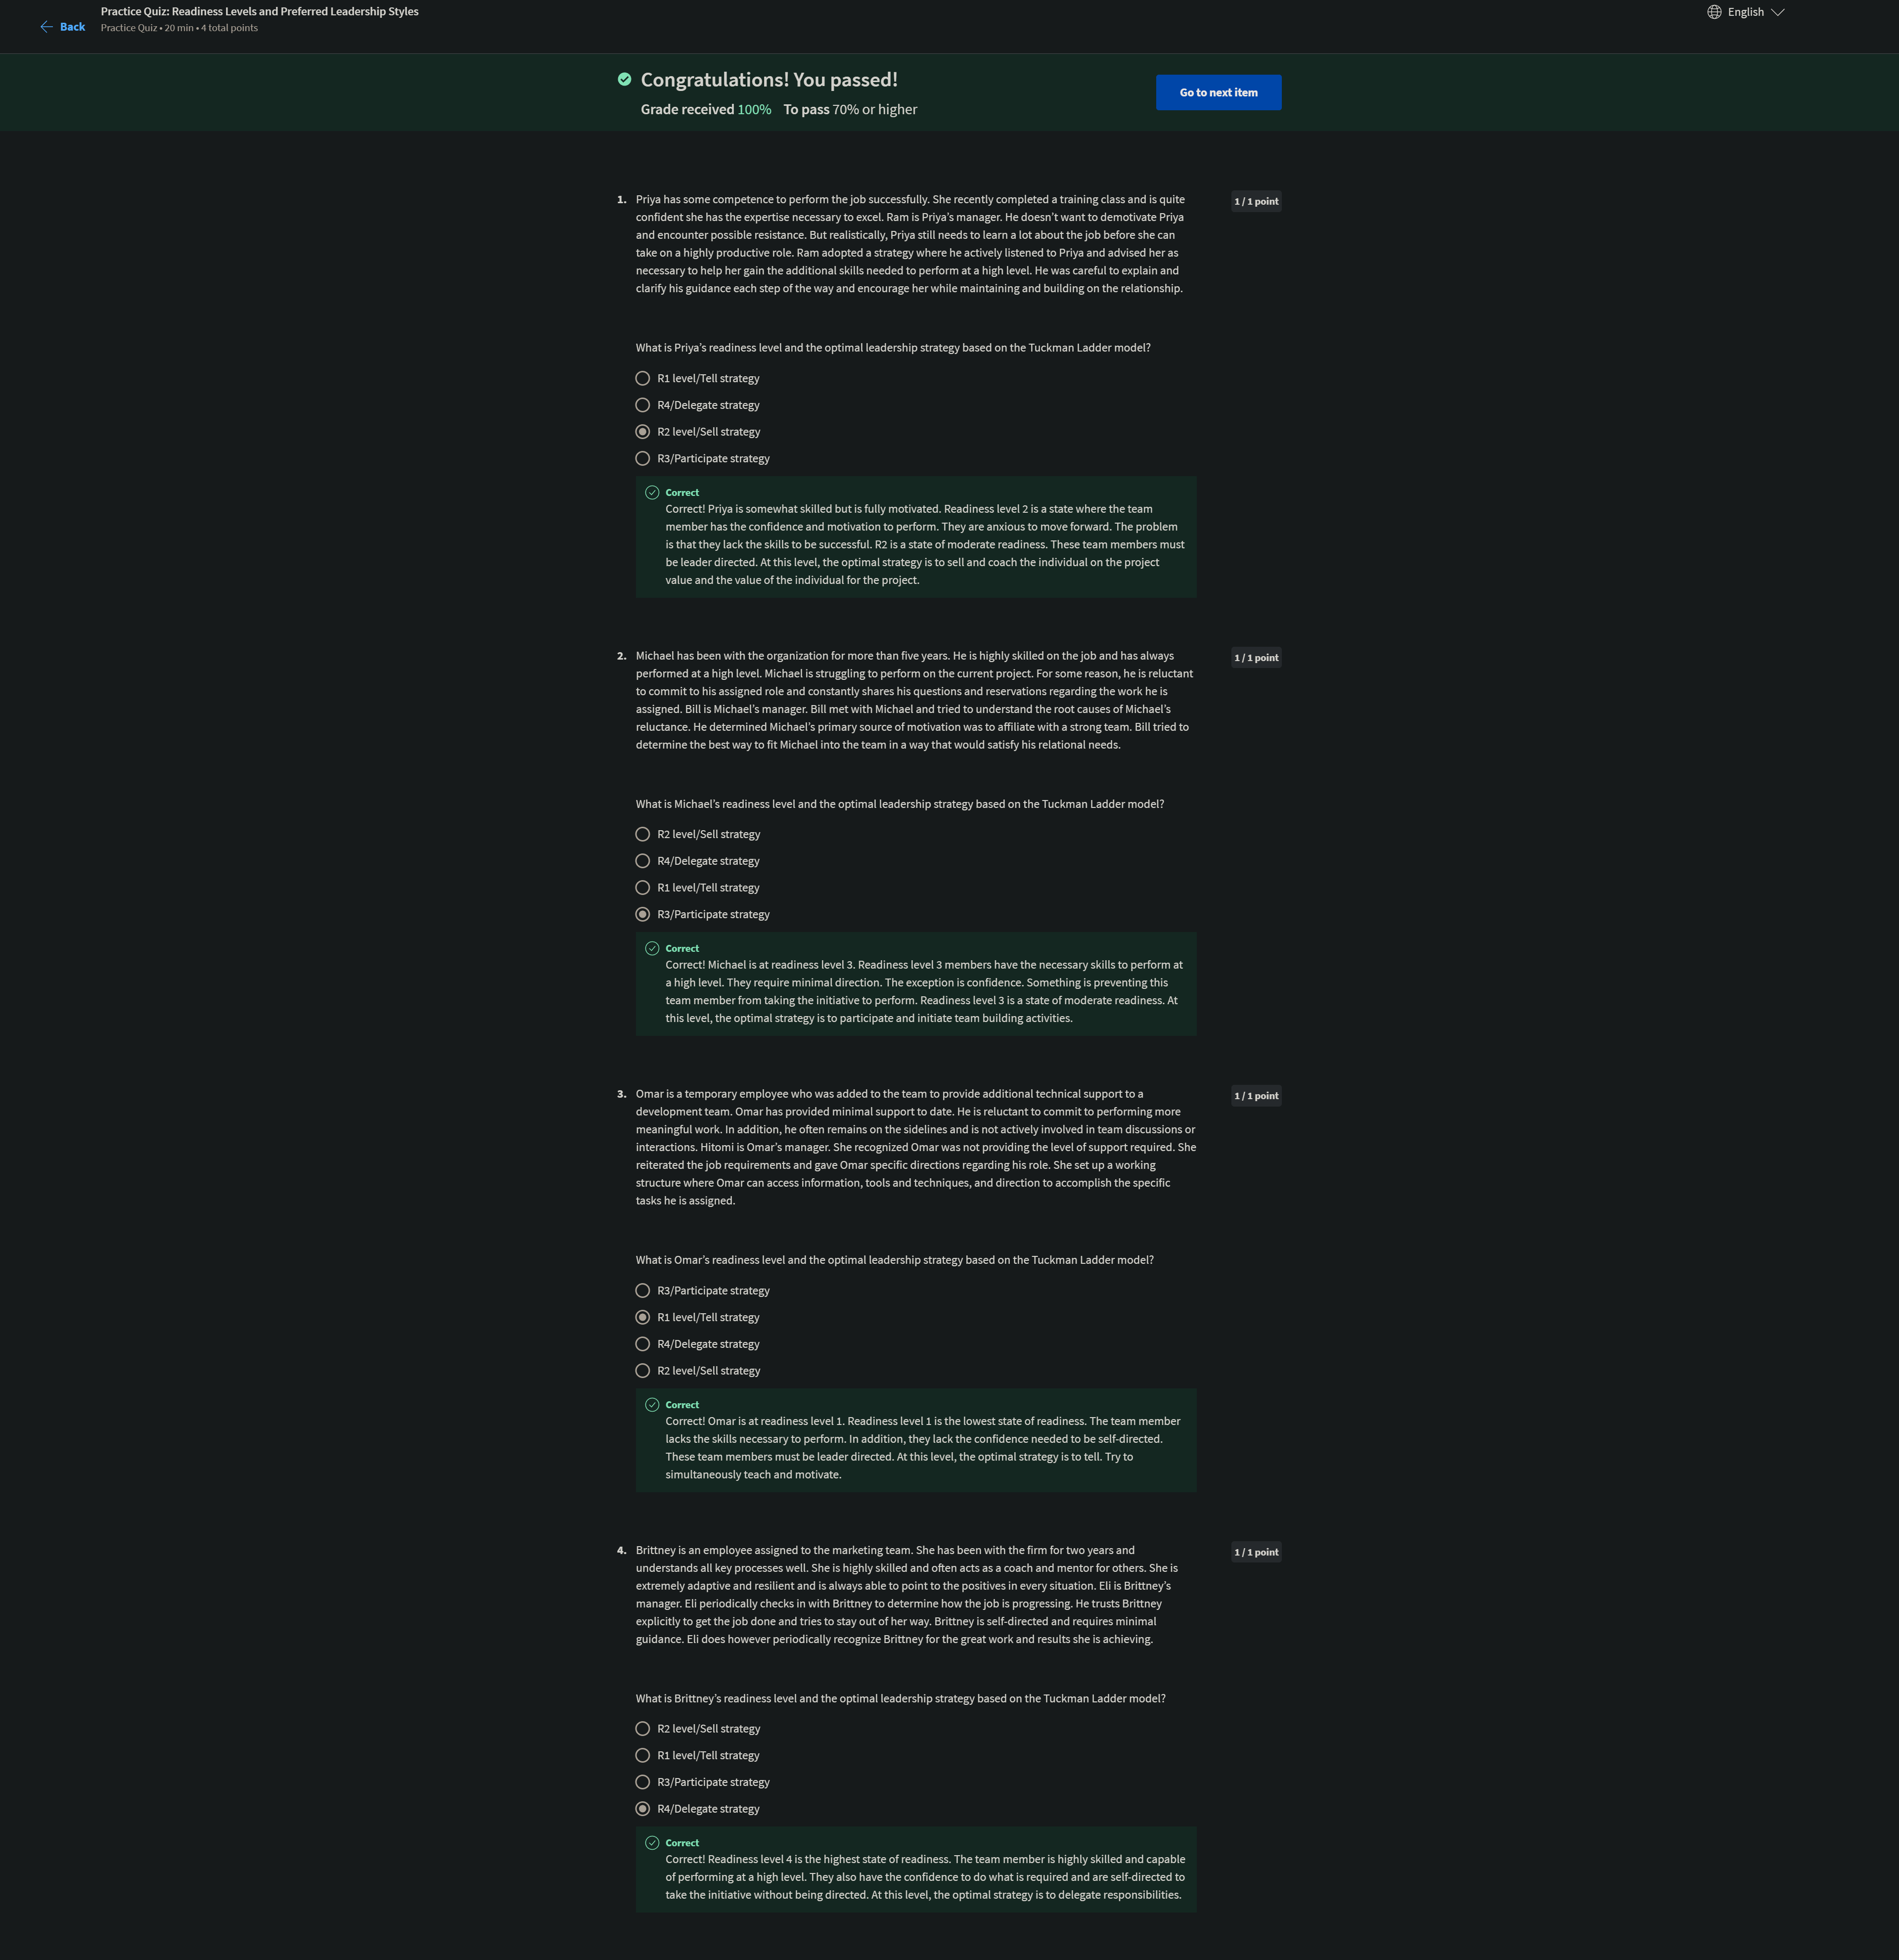 Back
Practice Quiz: Readiness Levels and Preferred Leadership Styles
Practice Quiz • 20 min • 4 total points
English
Congratulations! You passed!
Grade received 100% To pass 70% or higher
Go to next item
1. Priya has some competence to perform the job successfully. She recently completed a training class and is quite
confident she has the expertise necessary to excel. Ram is Priya’s manager. He doesn’t want to demotivate Priya
and encounter possible resistance. But realistically, Priya still needs to learn a lot about the job before she can
take on a highly productive role. Ram adopted a strategy where he actively listened to Priya and advised her as
necessary to help her gain the additional skills needed to perform at a high level. He was careful to explain and
clarify his guidance each step of the way and encourage her while maintaining and building on the relationship.
1 / 1 point
What is Priya’s readiness level and the optimal leadership strategy based on the Tuckman Ladder model?
R1 level/Tell strategy
R4/Delegate strategy
R2 level/Sell strategy
R3/Participate strategy
Correct
Correct! Priya is somewhat skilled but is fully motivated. Readiness level 2 is a state where the team
member has the confidence and motivation to perform. They are anxious to move forward. The problem
is that they lack the skills to be successful. R2 is a state of moderate readiness. These team members must
be leader directed. At this level, the optimal strategy is to sell and coach the individual on the project
value and the value of the individual for the project.
2. Michael has been with the organization for more than five years. He is highly skilled on the job and has always
performed at a high level. Michael is struggling to perform on the current project. For some reason, he is reluctant
to commit to his assigned role and constantly shares his questions and reservations regarding the work he is
assigned. Bill is Michael’s manager. Bill met with Michael and tried to understand the root causes of Michael’s
reluctance. He determined Michael’s primary source of motivation was to affiliate with a strong team. Bill tried to
determine the best way to fit Michael into the team in a way that would satisfy his relational needs.
1 / 1 point
What is Michael’s readiness level and the optimal leadership strategy based on the Tuckman Ladder model?
R2 level/Sell strategy
R4/Delegate strategy
R1 level/Tell strategy
R3/Participate strategy
Correct
Correct! Michael is at readiness level 3. Readiness level 3 members have the necessary skills to perform at
a high level. They require minimal direction. The exception is confidence. Something is preventing this
team member from taking the initiative to perform. Readiness level 3 is a state of moderate readiness. At
this level, the optimal strategy is to participate and initiate team building activities.
3. Omar is a temporary employee who was added to the team to provide additional technical support to a
development team. Omar has provided minimal support to date. He is reluctant to commit to performing more
meaningful work. In addition, he often remains on the sidelines and is not actively involved in team discussions or
interactions. Hitomi is Omar’s manager. She recognized Omar was not providing the level of support required. She
reiterated the job requirements and gave Omar specific directions regarding his role. She set up a working
structure where Omar can access information, tools and techniques, and direction to accomplish the specific
tasks he is assigned.
1 / 1 point
What is Omar’s readiness level and the optimal leadership strategy based on the Tuckman Ladder model?
R3/Participate strategy
R1 level/Tell strategy
R4/Delegate strategy
R2 level/Sell strategy
Correct
Correct! Omar is at readiness level 1. Readiness level 1 is the lowest state of readiness. The team member
lacks the skills necessary to perform. In addition, they lack the confidence needed to be self-directed.
These team members must be leader directed. At this level, the optimal strategy is to tell. Try to
simultaneously teach and motivate.
4. Brittney is an employee assigned to the marketing team. She has been with the firm for two years and
understands all key processes well. She is highly skilled and often acts as a coach and mentor for others. She is
extremely adaptive and resilient and is always able to point to the positives in every situation. Eli is Brittney’s
manager. Eli periodically checks in with Brittney to determine how the job is progressing. He trusts Brittney
explicitly to get the job done and tries to stay out of her way. Brittney is self-directed and requires minimal
guidance. Eli does however periodically recognize Brittney for the great work and results she is achieving.
1 / 1 point
What is Brittney’s readiness level and the optimal leadership strategy based on the Tuckman Ladder model?
R2 level/Sell strategy
R1 level/Tell strategy
R3/Participate strategy
R4/Delegate strategy
Correct
Correct! Readiness level 4 is the highest state of readiness. The team member is highly skilled and capable
of performing at a high level. They also have the confidence to do what is required and are self-directed to
take the initiative without being directed. At this level, the optimal strategy is to delegate responsibilities.